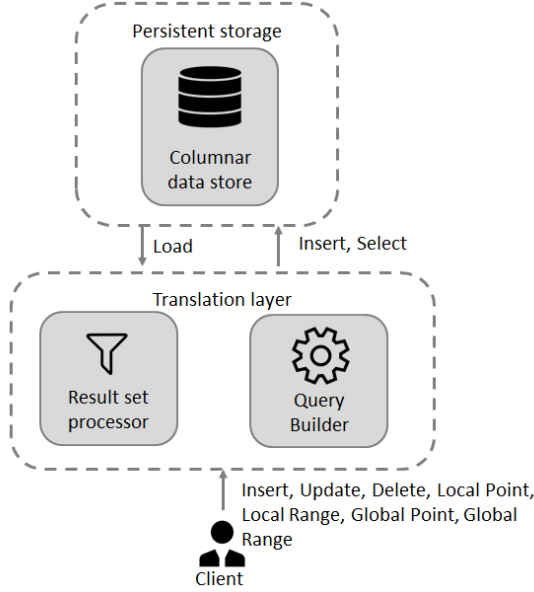 Persistent storage
Columnar
data store
Load
Insert, Select
Translation layer
Result set
processor
Query
Builder
Insert, Update, Delete, Local Point,
Local Range, Global Point, Global
Range
Client